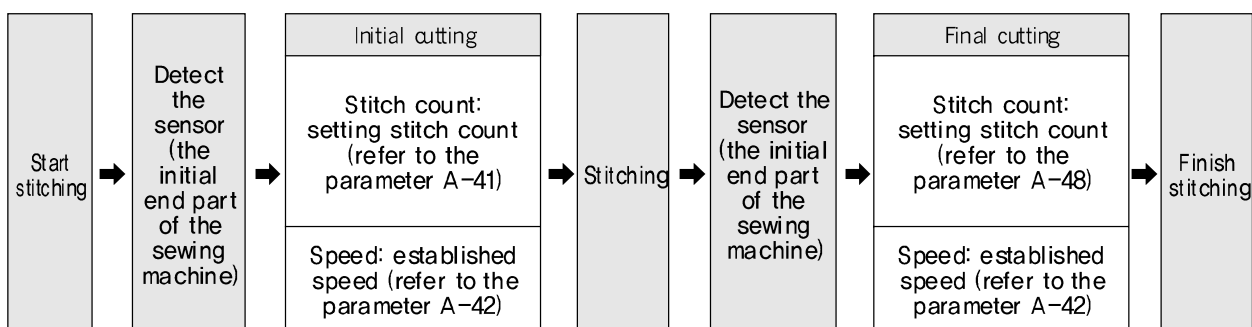 Start
stitching
Detect
the
sensor
(the
initial
end part
of the
sewing
machine)
Initial cutting
Stitch count:
setting stitch count
(refer to the
parameter A-41)
Speed: established
speed (refer to the
parameter A-42)
Stitching
Detect the
sensor
(the initial
end part
of the
sewing
machine)
Final cutting
Stitch count:
setting stitch count
(refer to the
parameter A-48)
Speed: established
speed (refer to the
parameter A-42)
Finish
stitching